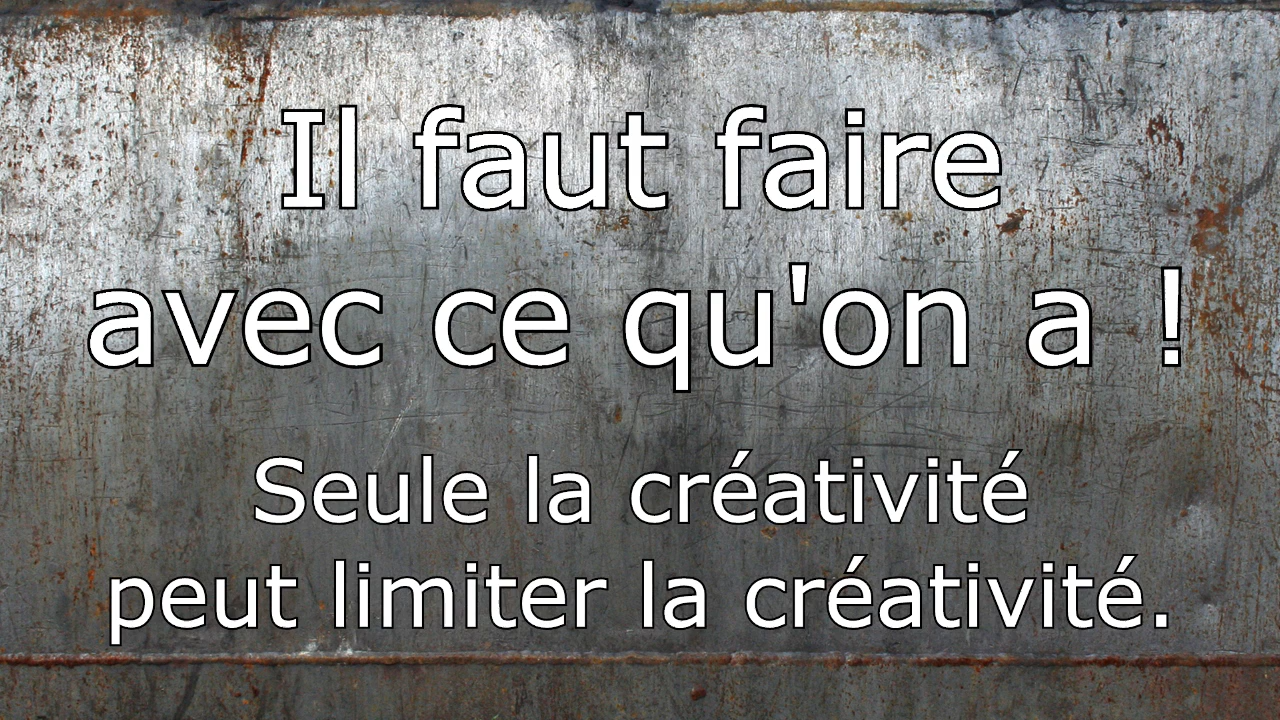 Il faut faire
avec ce qu'on a !
Seule la créativité
peut limiter la créativité.